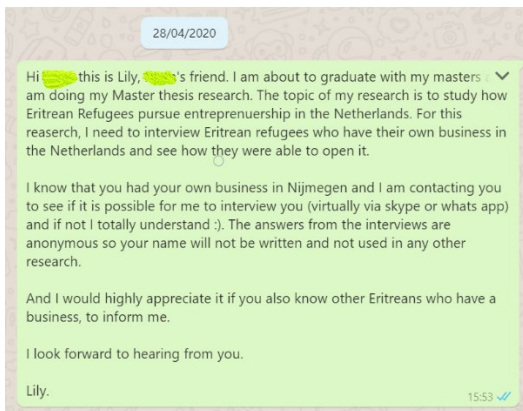 28/04/2020
Hi this is Lily, 's friend. I am about to graduate with my masters
am doing my Master thesis research. The topic of my research is to study how
Eritrean Refugees pursue entreprenuership in the Netherlands. For this
reaserch, I need to interview Eritrean refugees who have their own business in
the Netherlands and see how they were able to open it.
I know that you had your own business in Nijmegen and I am contacting you
to see if it is possible for me to interview you (virtually via skype or whats app)
and if not I totally understand :). The answers from the interviews are
anonymous so your name will not be written and not used in any other
research.
And I would highly appreciate it if you also know other Eritreans who have a
business, to inform me.
I look forward to hearing from you.
Lily.
15:53